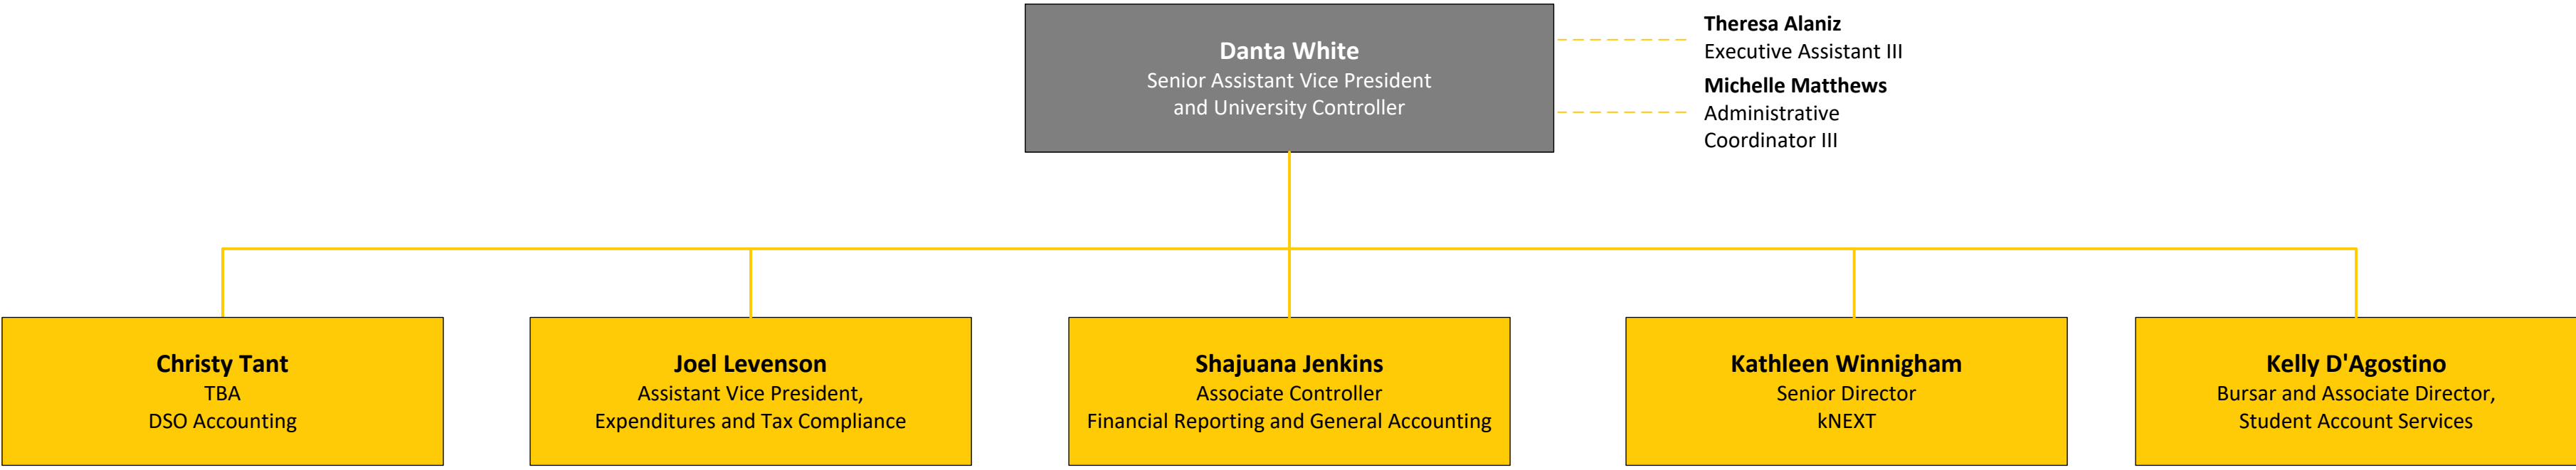 Danta White
Senior Assistant Vice President
and University Controller
Theresa Alaniz
Executive Assistant III
Michelle Matthews
Administrative
Coordinator III
Christy Tant
TBA
DSO Accounting
Joel Levenson
Assistant Vice President,
Expenditures and Tax Compliance
Shajuana Jenkins
Associate Controller
Financial Reporting and General Accounting
Kathleen Winnigham
Senior Director
kNEXT
Kelly D'Agostino
Bursar and Associate Director,
Student Account Services